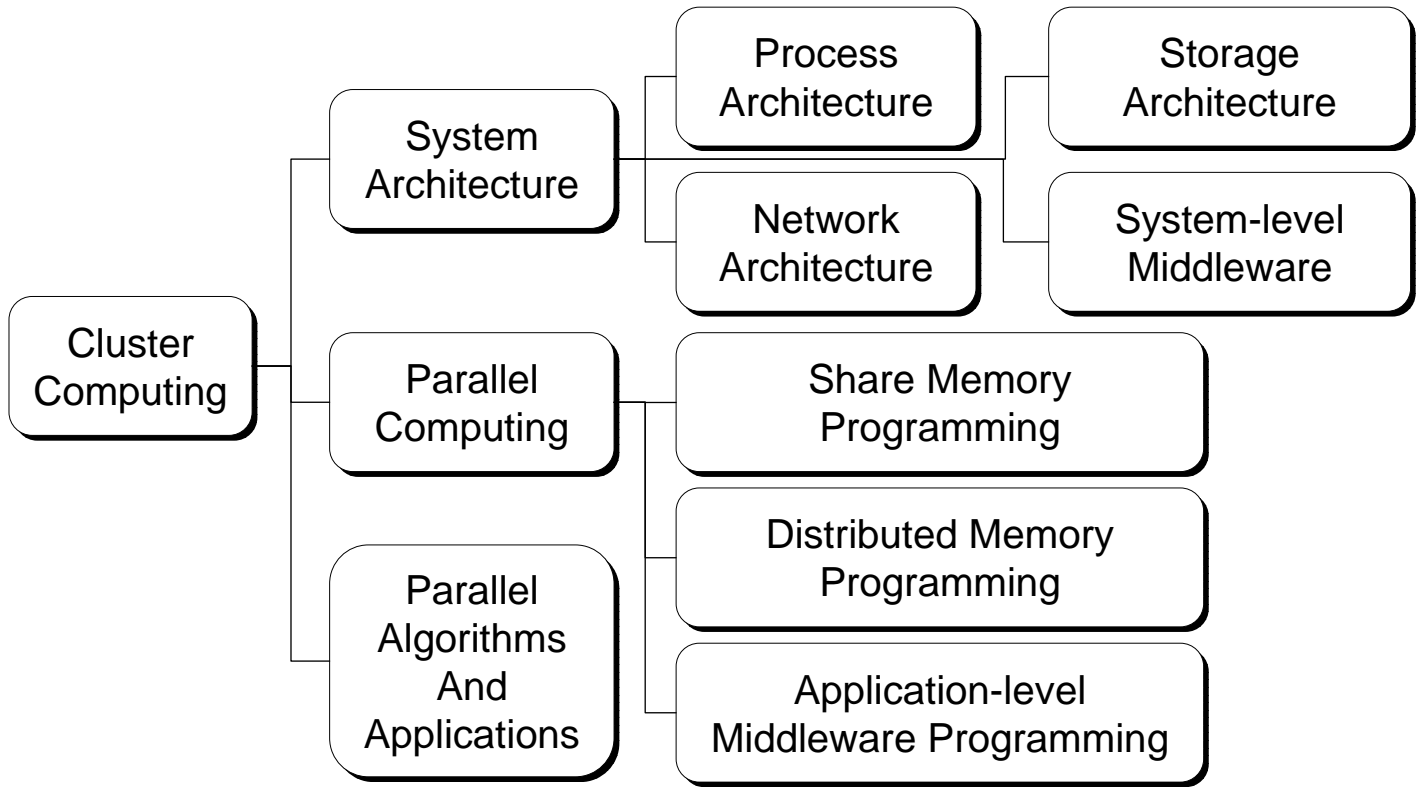 Cluster
Computing
System
Architecture
Process
Architecture
Storage
Architecture
Network
Architecture
System-level
Middleware
Parallel
Computing
Share Memory
Programming
Distributed Memory
Programming
Application-level
Middleware Programming
Parallel
Algorithms
And
Applications